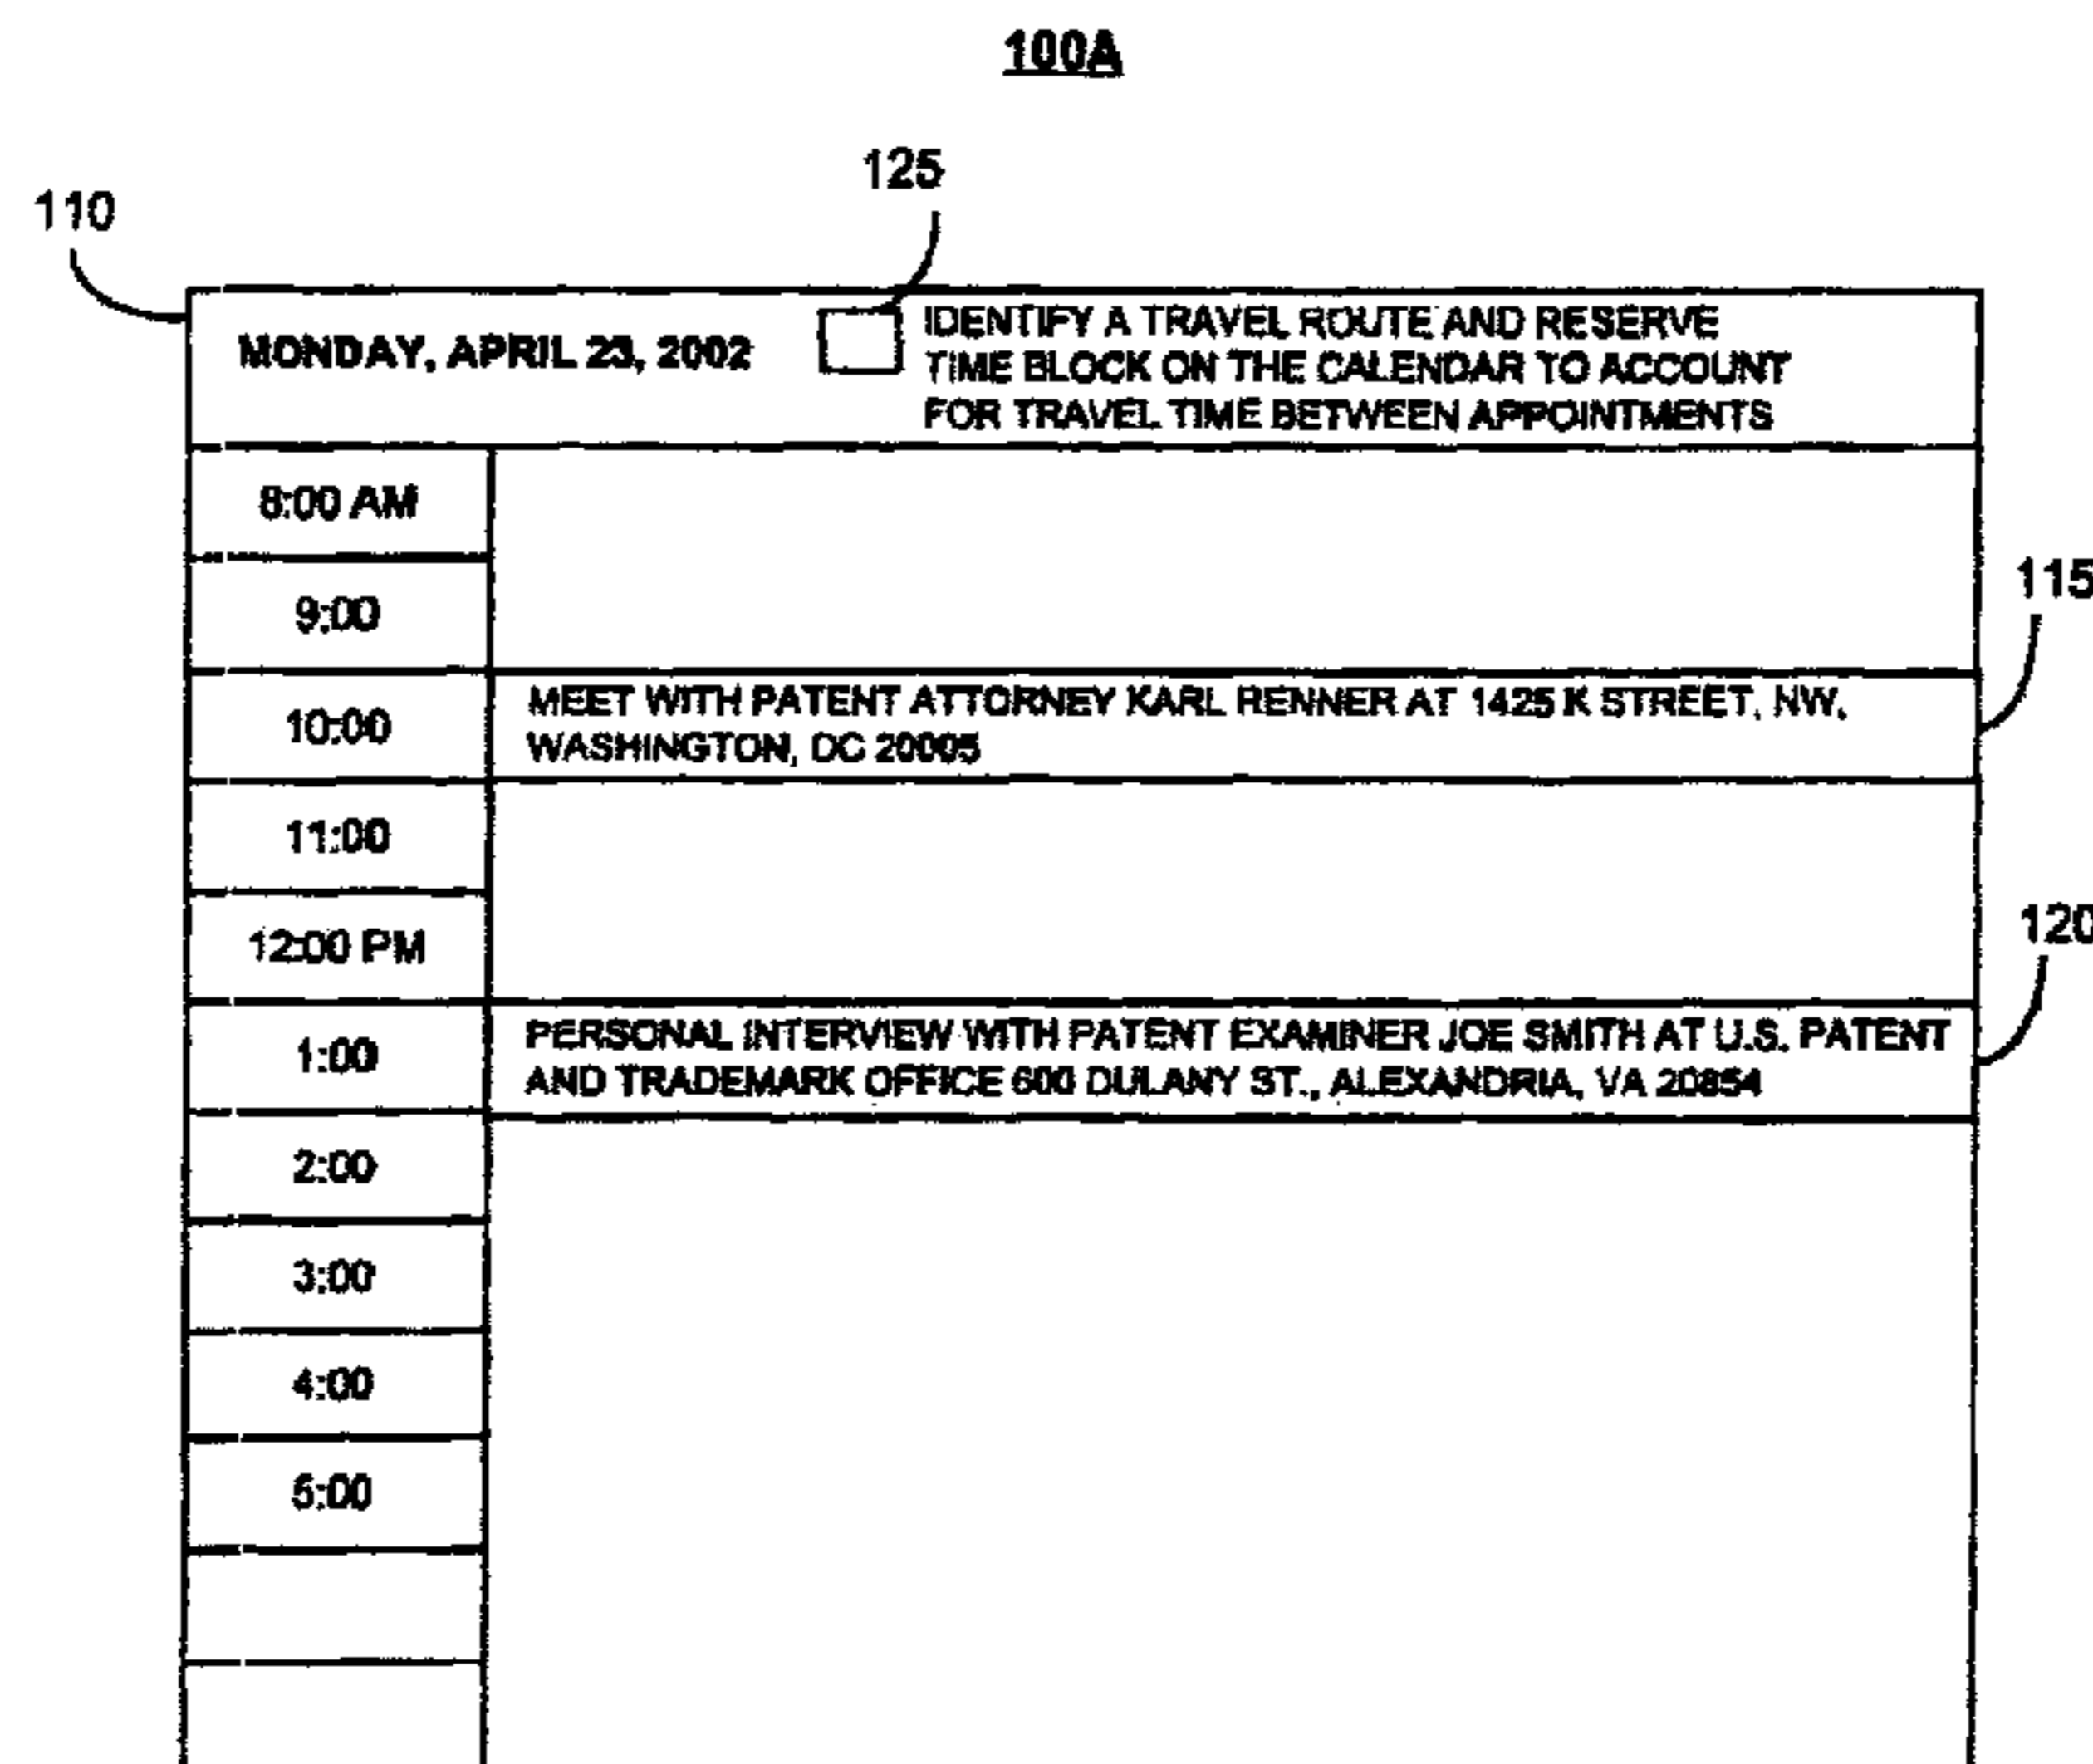 100A
125
110
MONDAY, APRIL 23, 2002
IDENTIFY A TRAVEL ROUTE AND RESERVE
TIME BLOCK ON THE CALENDAR TO ACCOUNT
FOR TRAVEL TIME BETWEEN APPOINTMENTS
8:00 AM
9:00
115
10:00
MEET WITH PATENT ATTORNEY KARL RENNER AT 1425 K STREET, NW,
WASHINGTON, DC 20005
11:00
12:00 PM
120
1:00
PERSONAL INTERVIEW WITH PATENT EXAMINER JOE SMITH AT U.S. PATENT
AND TRADEMARK OFFICE 600 DULANY ST., ALEXANDRIA, VA 20854
2:00
3:00
4:00
5:00